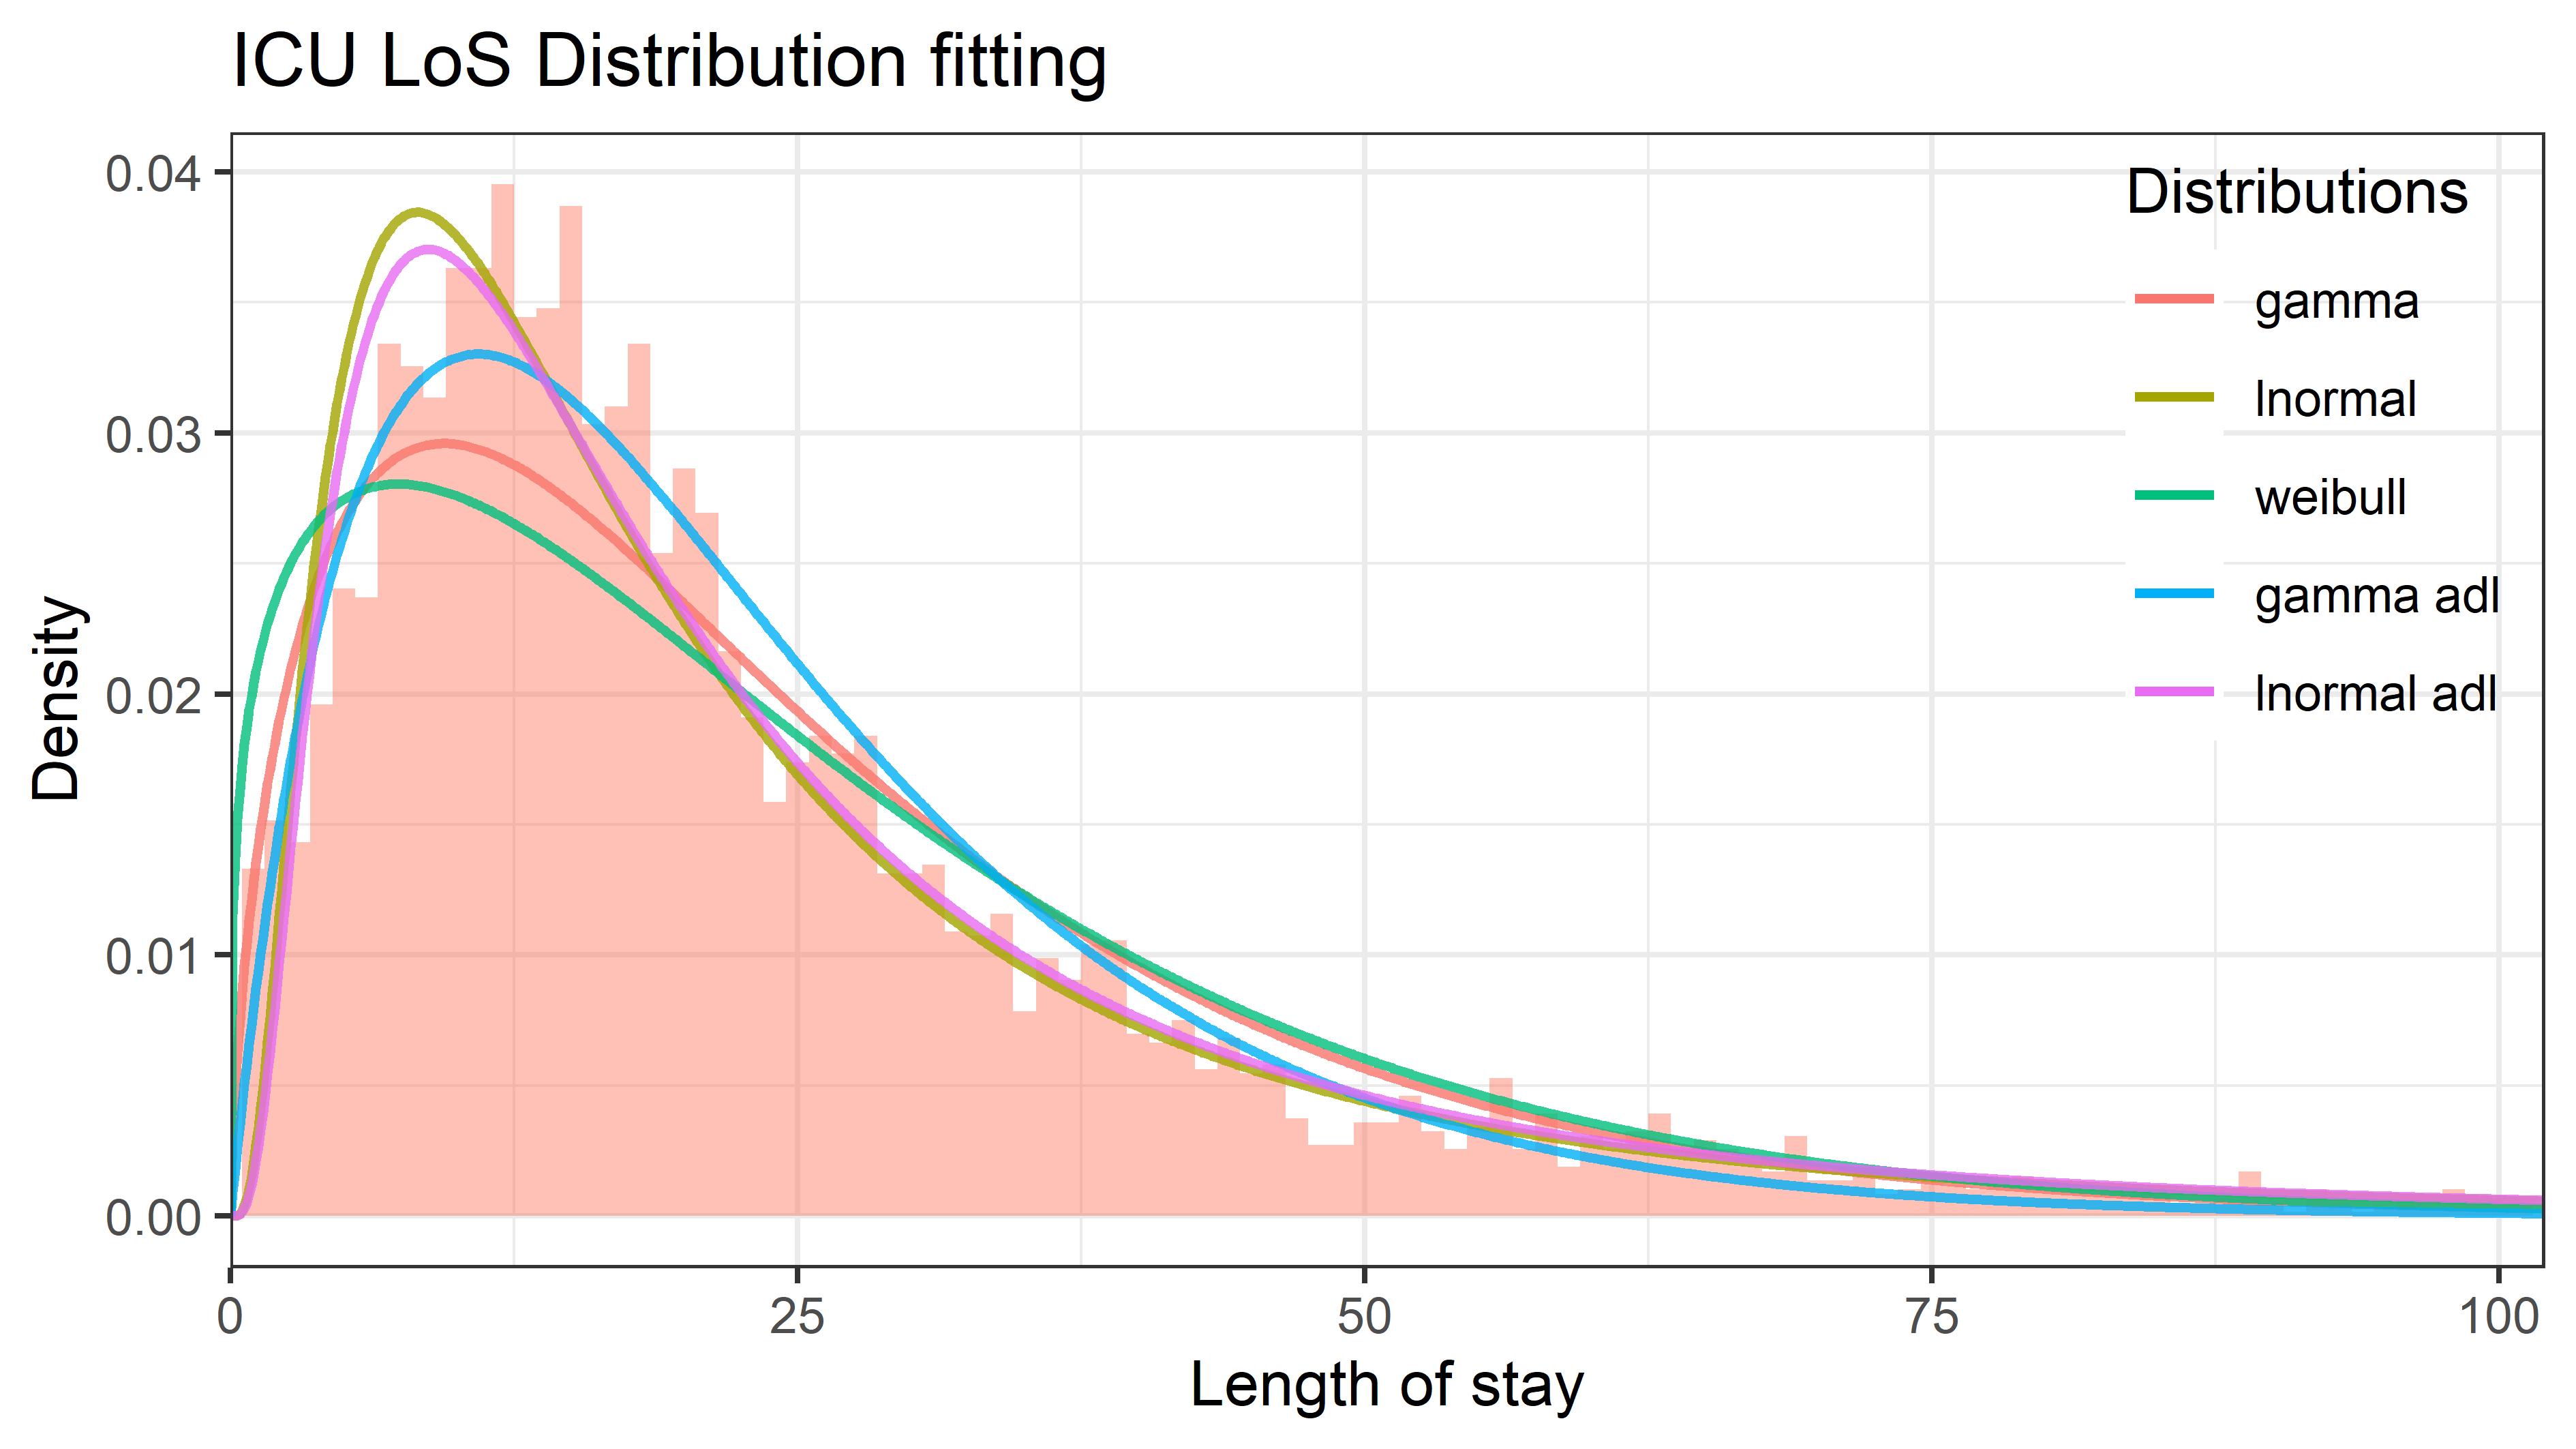 ICU LoS Distribution fitting
0.04
0.03
0.02
0.01
0.00
Density
0
25
50
75
100
Length of stay
Distributions
gamma
lnormal
weibull
gamma adl
lnormal adl